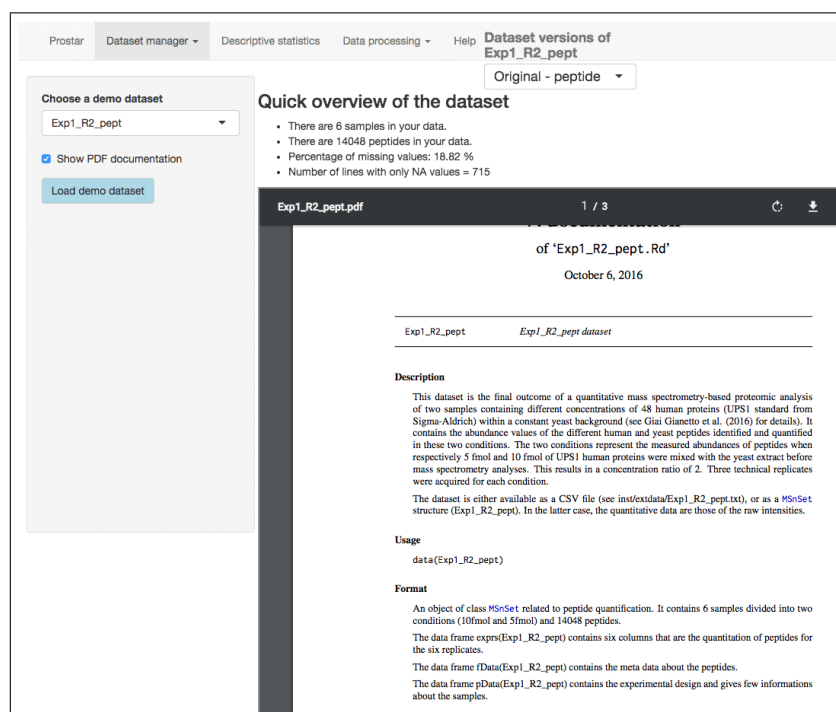 Prostar
Dataset manager
Descriptive statistics
Data processing
Help
Dataset versions of
Exp1_R2_pept
Original - peptide
Choose a demo dataset
Exp1_R2_pept
Show PDF documentation
Load demo dataset
Quick overview of the dataset
There are 6 samples in your data.
There are 14048 peptides in your data.
Percentage of missing values: 18.82 %
Number of lines with only NA values = 715
Exp1_R2_pept.pdf
1 / 3
of ‘Exp1_R2_pept.Rd’
October 6, 2016
Exp1_R2_pept
Exp1_R2_pept dataset
Description
This dataset is the final outcome of a quantitative mass spectrometry-based proteomic analysis
of two samples containing different concentrations of 48 human proteins (UPS1 standard from
Sigma-Aldrich) within a constant yeast background (see Giai Gianetto et al. (2016) for details). It
contains the abundance values of the different human and yeast peptides identified and quantified
in these two conditions. The two conditions represent the measured abundances of peptides when
respectively 5 fmol and 10 fmol of UPS1 human proteins were mixed with the yeast extract before
mass spectrometry analyses. This results in a concentration ratio of 2. Three technical replicates
were acquired for each condition.
The dataset is either available as a CSV file (see inst/extdata/Exp1_R2_pept.txt), or as a MSnSet
structure (Exp1_R2_pept). In the latter case, the quantitative data are those of the raw intensities.
Usage
data(Exp1_R2_pept)
Format
An object of class MSnSet related to peptide quantification. It contains 6 samples divided into two
conditions (10fmol and 5fmol) and 14048 peptides.
The data frame exprs(Exp1_R2_pept) contains six columns that are the quantitation of peptides for
the six replicates.
The data frame fData(Exp1_R2_pept) contains the meta data about the peptides.
The data frame pData(Exp1_R2_pept) contains the experimental design and gives few informations
about the samples.